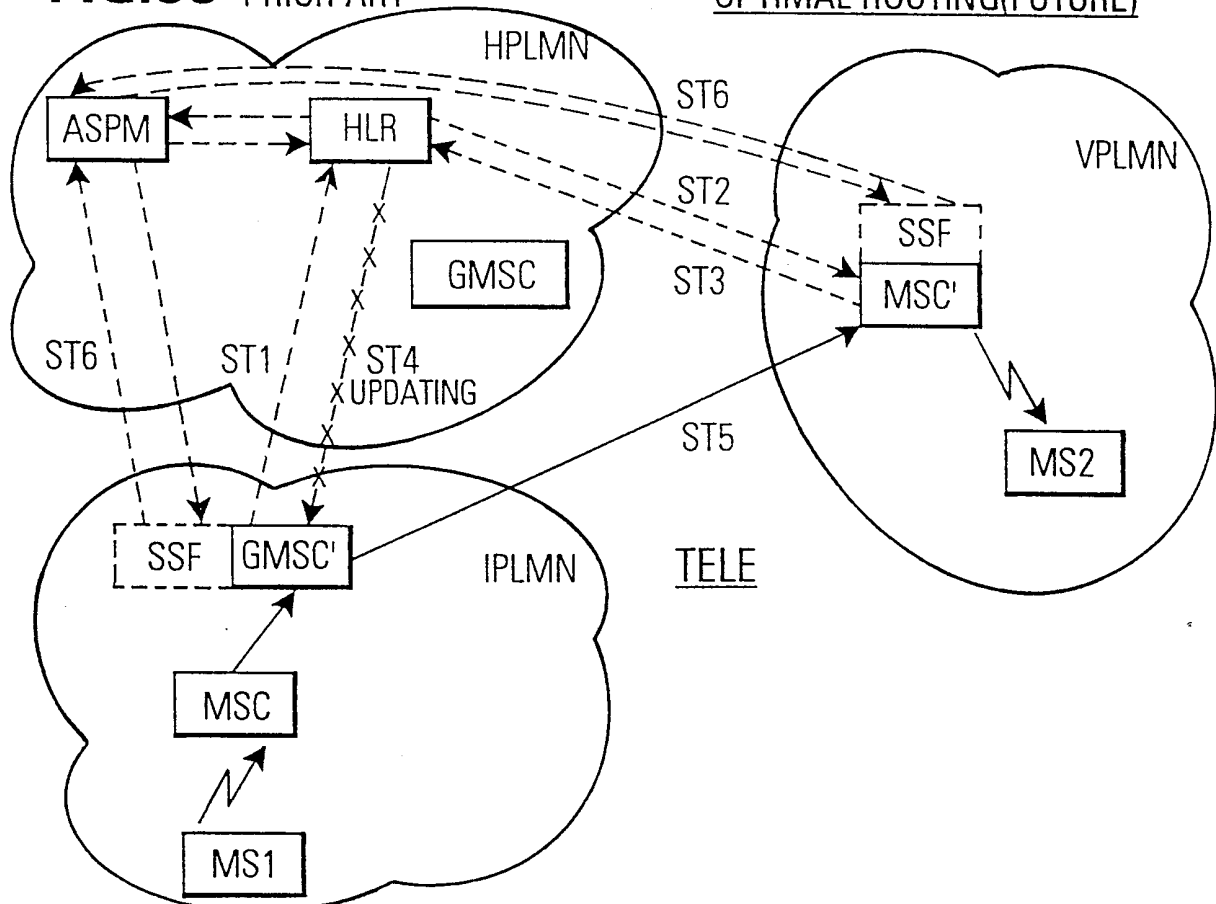 PRIOR ART
OPTIMAL ROUTING(FUTURE)
HPLMN
ASPM
HLR
ST6
VPLMN
ST2
SSF
GMSC
ST3
MSC'
ST6
ST1
ST4
UPDATING
ST5
MS2
SSF
GMSC'
IPLMN
TELE
MSC
MS1